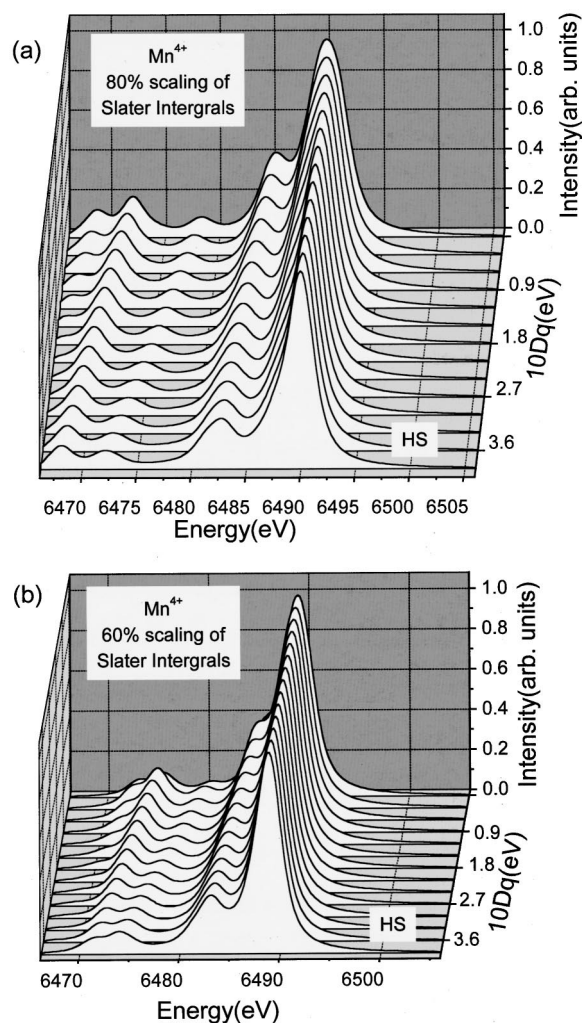 (a)
Mn4+
80% scaling of
Slater Intergrals
1.0
0.8
0.6
0.4
0.2
0.0
Intensity(arb. units)
0.9
1.8
2.7
3.6
10Dq(eV)
HS
6470 6475 6480 6485 6490 6495 6500 6505
Energy(eV)
(b)
Mn4+
60% scaling of
Slater Intergrals
1.0
0.8
0.6
0.4
0.2
0.0
Intensity(arb. units)
0.9
1.8
2.7
3.6
10Dq(eV)
HS
6470 6480 6490 6500
Energy(eV)